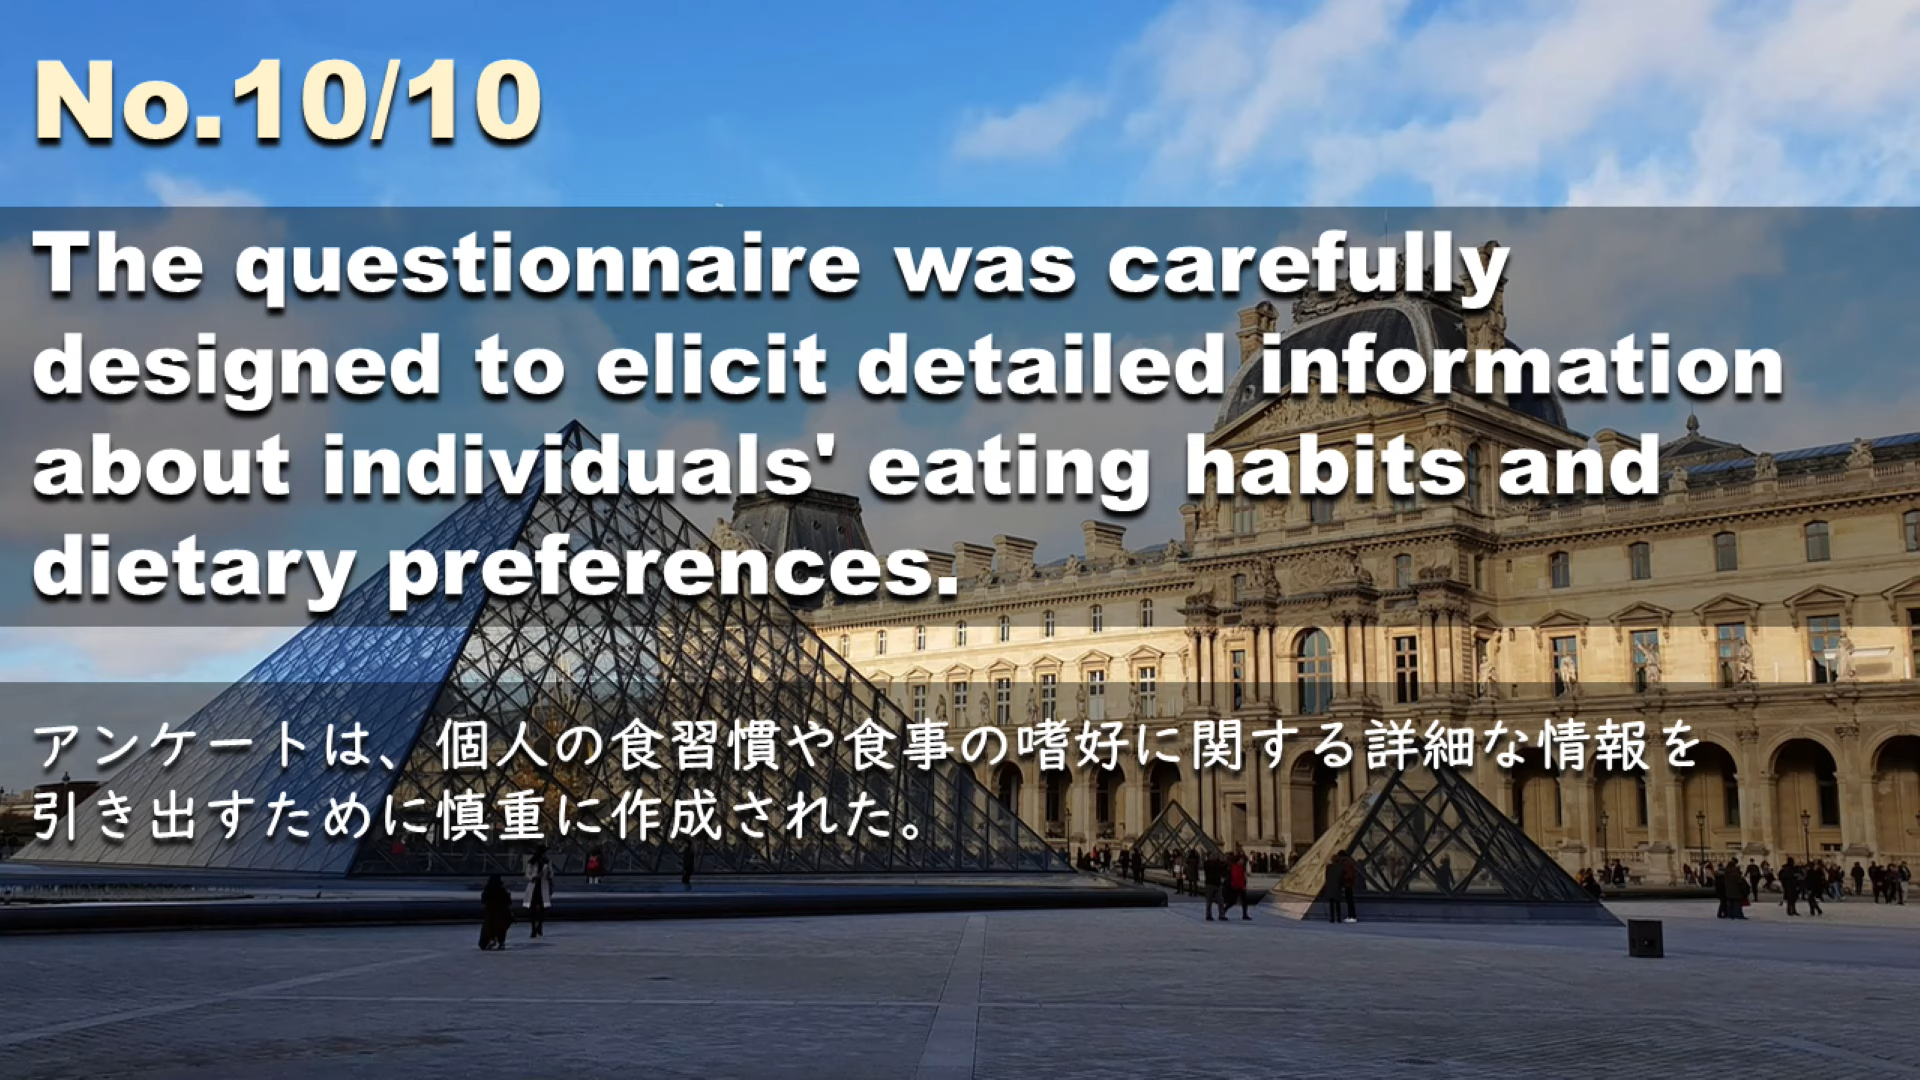 No.10/10
The questionnaire was carefully
designed to elicit detailed information
about individuals' eating habits and
dietary preferences.
アンケートは、個人の食習慣や食事の嗜好に関する詳細な情報を
引き出すために慎重に作成された。